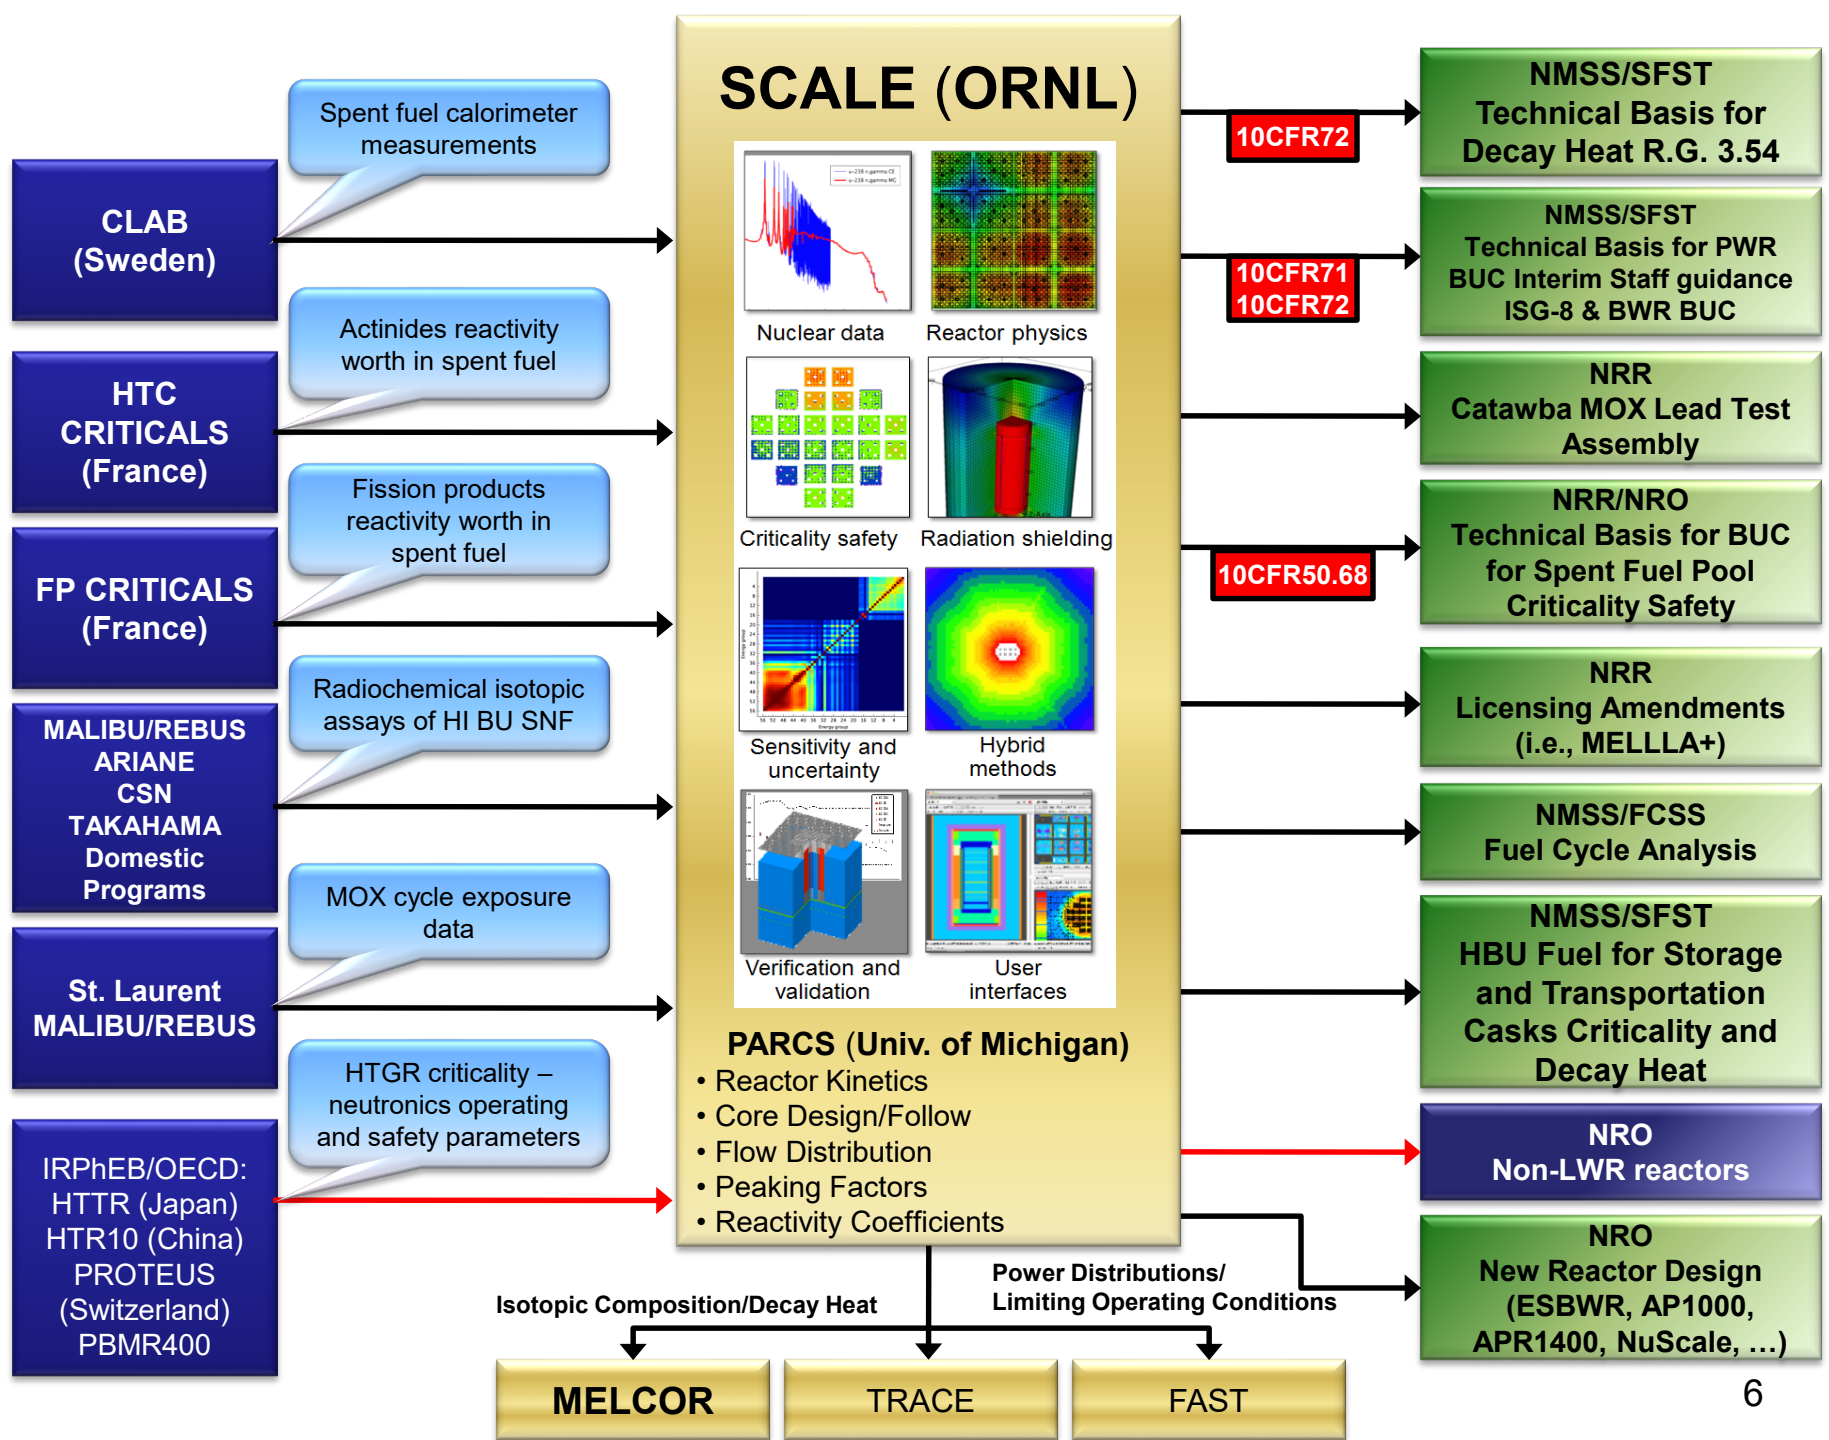 SCALE (ORNL)
Spent fuel calorimeter
measurements
CLAB
(Sweden)
Actinides reactivity
worth in spent fuel
HTC
CRITICALS
(France)
Fission products
reactivity worth in
spent fuel
FP CRITICALS
(France)
Radiochemical isotopic
assays of HI BU SNF
MALIBU/REBUS
ARIANE
CSN
TAKAHAMA
Domestic
Programs
MOX cycle exposure
data
St. Laurent
MALIBU/REBUS
HTGR criticality –
neutronics operating
and safety parameters
IRPhEB/OECD:
HTTR (Japan)
HTR10 (China)
PROTEUS
(Switzerland)
PBMR400
u-238 n,gamma CE
u-238 n,gamma MG
Nuclear data
Reactor physics
Criticality safety
Radiation shielding
Energy group
Sensitivity and
uncertainty
Hybrid
methods
Verification and
validation
User
interfaces
PARCS (Univ. of Michigan)
• Reactor Kinetics
• Core Design/Follow
• Flow Distribution
• Peaking Factors
• Reactivity Coefficients
Isotopic Composition/Decay Heat
Power Distributions/
Limiting Operating Conditions
MELCOR
TRACE
FAST
10CFR72
NMSS/SFST
Technical Basis for
Decay Heat R.G. 3.54
10CFR71
10CFR72
NMSS/SFST
Technical Basis for PWR
BUC Interim Staff guidance
ISG-8 & BWR BUC
NRR
Catawba MOX Lead Test
Assembly
10CFR50.68
NRR/NRO
Technical Basis for BUC
for Spent Fuel Pool
Criticality Safety
NRR
Licensing Amendments
(i.e., MELLLA+)
NMSS/FCSS
Fuel Cycle Analysis
NMSS/SFST
HBU Fuel for Storage
and Transportation
Casks Criticality and
Decay Heat
NRO
Non-LWR reactors
NRO
New Reactor Design
(ESBWR, AP1000,
APR1400, NuScale, …)
6